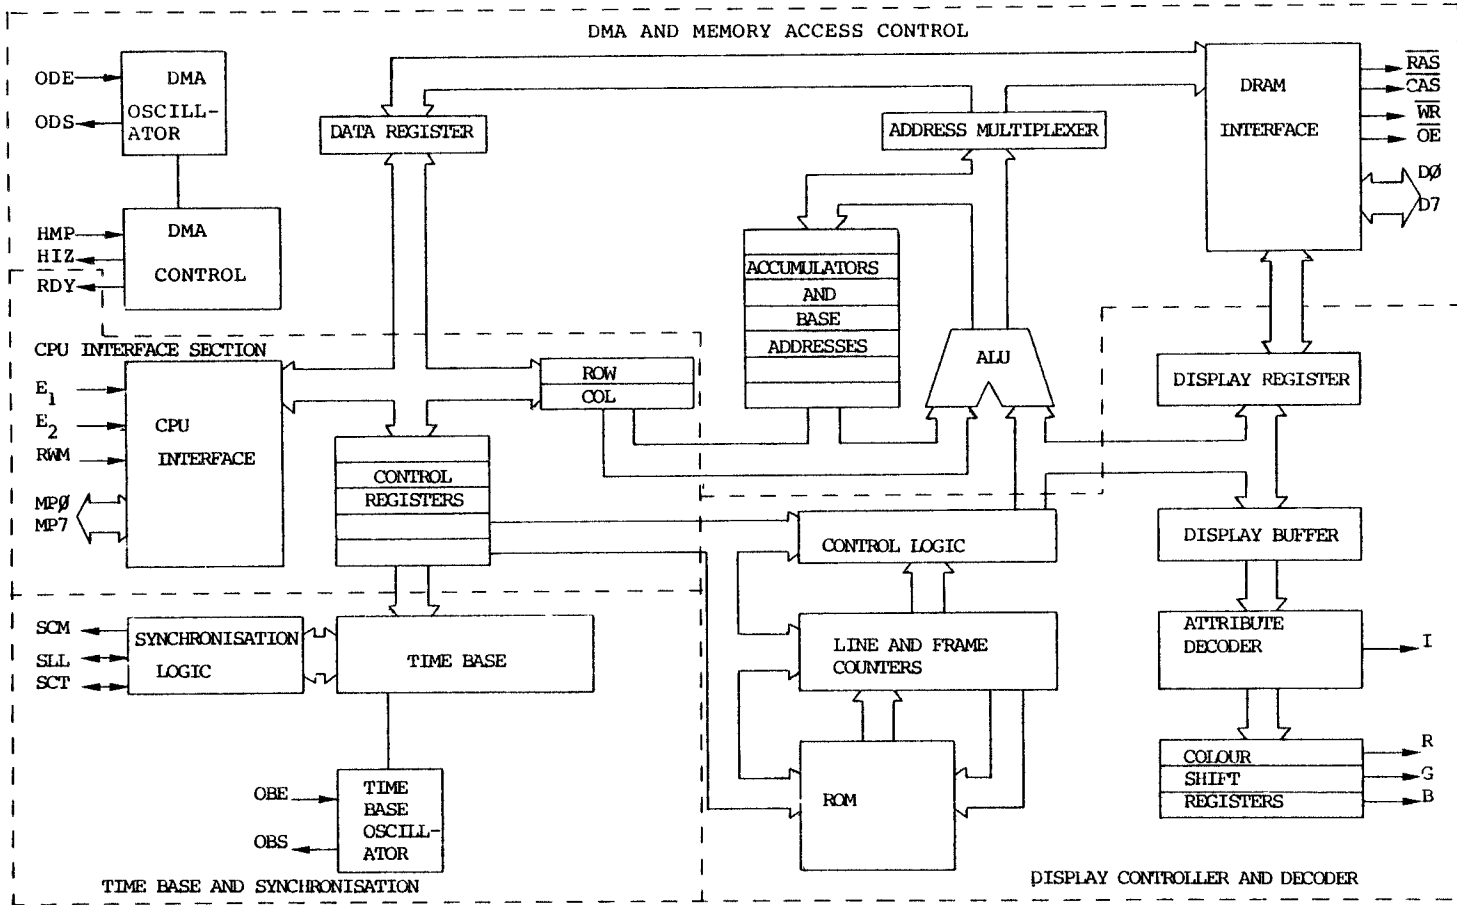 DMA AND MEMORY ACCESS CONTROL
ODE
ODS
DMA
OSCILL-
ATOR
HMP
HIZ
RDY
DMA
CONTROL
DATA REGISTER
ADDRESS MULTIPLEXER
DRAM
INTERFACE
RAS
CAS
WR
OE
DØ
D7
ACCUMULATORS
AND
BASE
ADDRESSES
ALU
CPU INTERFACE SECTION
E1
E2
RWM
MPØ
MP7
CPU
INTERFACE
ROW
COL
CONTROL
REGISTERS
DISPLAY REGISTER
CONTROL LOGIC
DISPLAY BUFFER
SCM
SLL
SCT
SYNCHRONISATION
LOGIC
TIME BASE
LINE AND FRAME
COUNTERS
ATTRIBUTE
DECODER
I
OBE
OBS
TIME
BASE
OSCILL-
ATOR
ROM
COLOUR
SHIFT
REGISTERS
R
G
B
TIME BASE AND SYNCHRONISATION
DISPLAY CONTROLLER AND DECODER